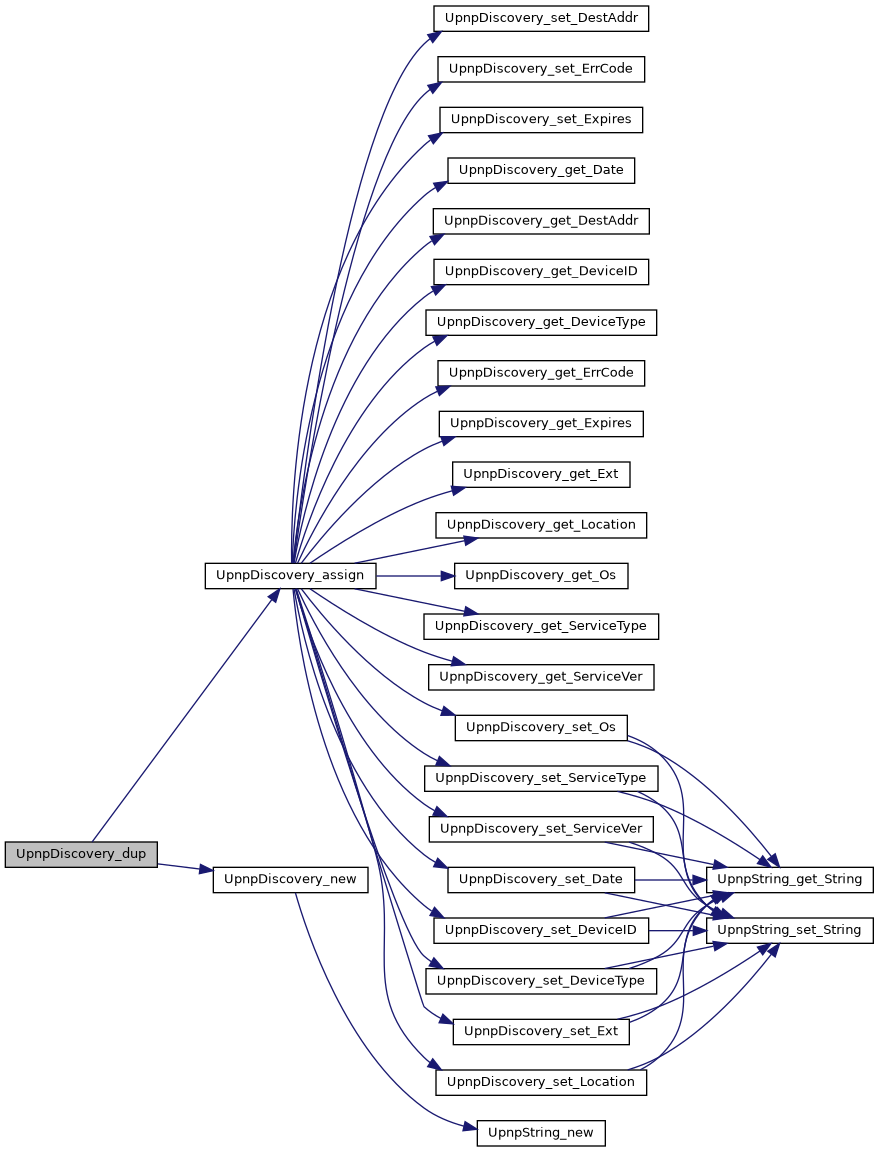 UpnpDiscovery_set_DestAddr
UpnpDiscovery_set_ErrCode
UpnpDiscovery_set_Expires
UpnpDiscovery_get_Date
UpnpDiscovery_get_DestAddr
UpnpDiscovery_get_DeviceID
UpnpDiscovery_get_DeviceType
UpnpDiscovery_get_ErrCode
UpnpDiscovery_get_Expires
UpnpDiscovery_get_Ext
UpnpDiscovery_get_Location
UpnpDiscovery_assign
UpnpDiscovery_get_Os
UpnpDiscovery_get_ServiceType
UpnpDiscovery_get_ServiceVer
UpnpDiscovery_set_Os
UpnpDiscovery_set_ServiceType
UpnpDiscovery_set_ServiceVer
UpnpDiscovery_dup
UpnpDiscovery_new
UpnpDiscovery_set_Date
UpnpString_get_String
UpnpDiscovery_set_DeviceID
UpnpString_set_String
UpnpDiscovery_set_DeviceType
UpnpDiscovery_set_Ext
UpnpDiscovery_set_Location
UpnpString_new